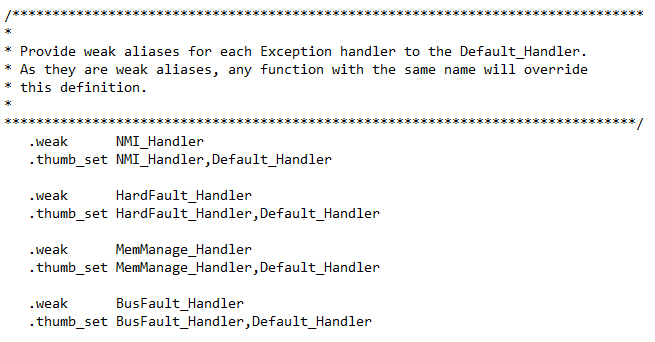 /*******************************************************************************
*
* Provide weak aliases for each Exception handler to the Default_Handler.
* As they are weak aliases, any function with the same name will override
* this definition.
*
*******************************************************************************/
   .weak      NMI_Handler
   .thumb_set NMI_Handler,Default_Handler

   .weak      HardFault_Handler
   .thumb_set HardFault_Handler,Default_Handler

   .weak      MemManage_Handler
   .thumb_set MemManage_Handler,Default_Handler

   .weak      BusFault_Handler
   .thumb_set BusFault_Handler,Default_Handler